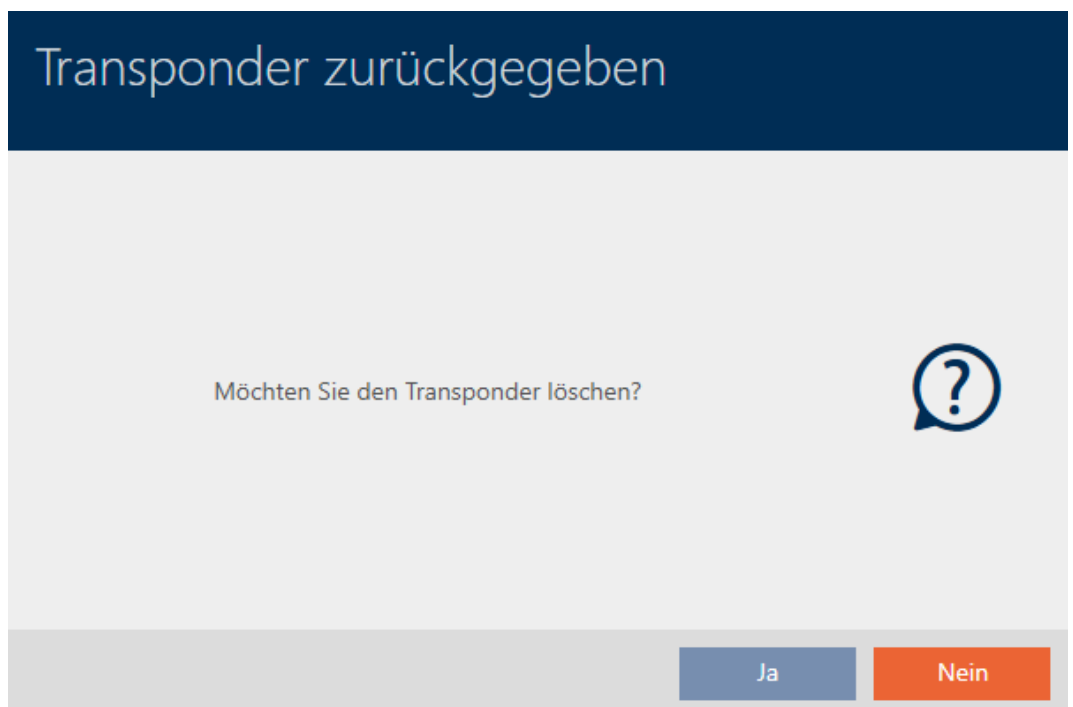 Transponder zurückgegeben
Möchten Sie den Transponder löschen?
?
Ja
Nein